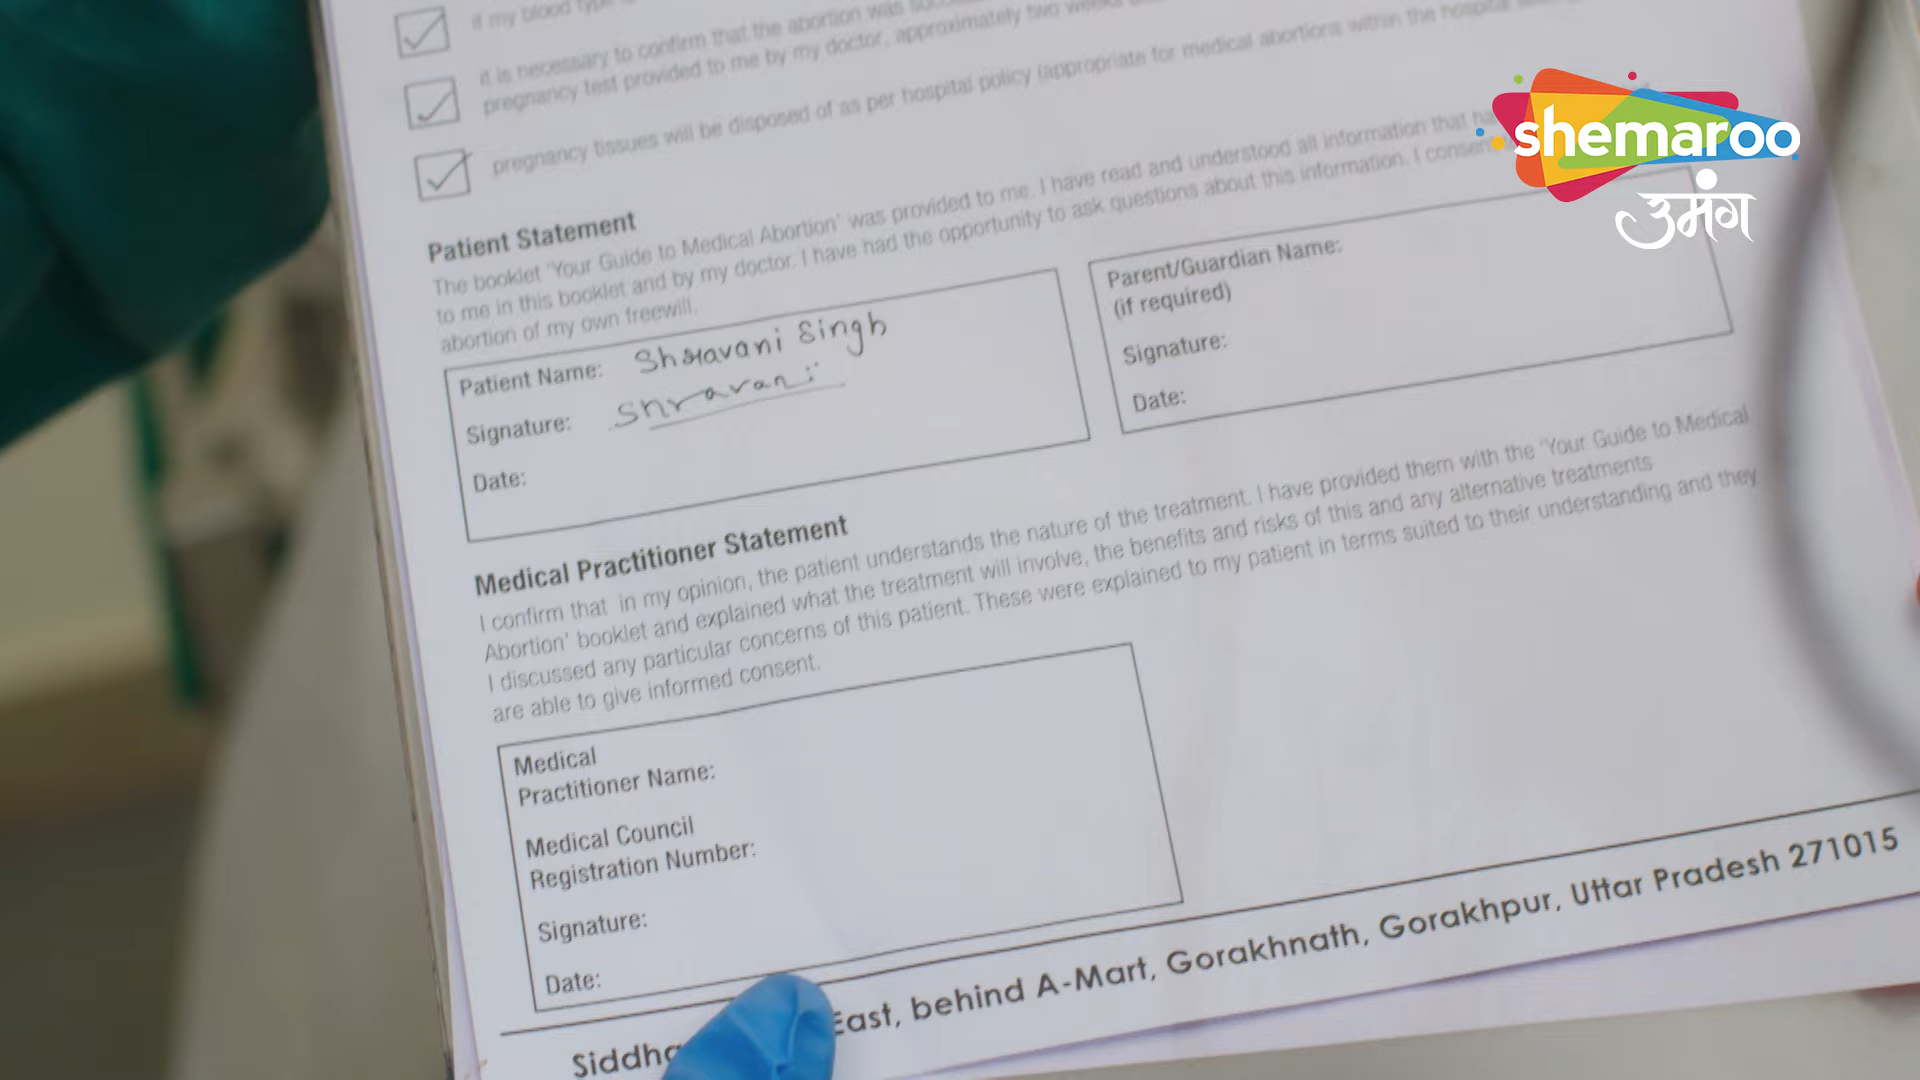 if my blood type
it is necessary to confirm that the abortion was
pregnancy test provided to me by my doctor, approximately two
pregnancy tissues will be disposed of as per hospital policy (appropriate for medical abortions within the hospital
Patient Statement
The booklet 'Your Guide to Medical Abortion' was provided to me. I have read and understood all information that
to me in this booklet and by my doctor. I have had the opportunity to ask questions about this information. I consent
abortion of my own freewill.
Patient Name: Shravani Singh
Signature: Shravani
Date:
Parent/Guardian Name:
(if required)
Signature:
Date:
Medical Practitioner Statement
I confirm that in my opinion, the patient understands the nature of the treatment. I have provided them with the 'Your Guide to Medical
Abortion' booklet and explained what the treatment will involve, the benefits and risks of this and any alternative treatments
I discussed any particular concerns of this patient. These were explained to my patient in terms suited to their understanding and they
are able to give informed consent.
Medical
Practitioner Name:
Medical Council
Registration Number:
Signature:
Date:
East, behind A-Mart, Gorakhnath, Gorakhpur, Uttar Pradesh 271015
shemaroo
उमंग